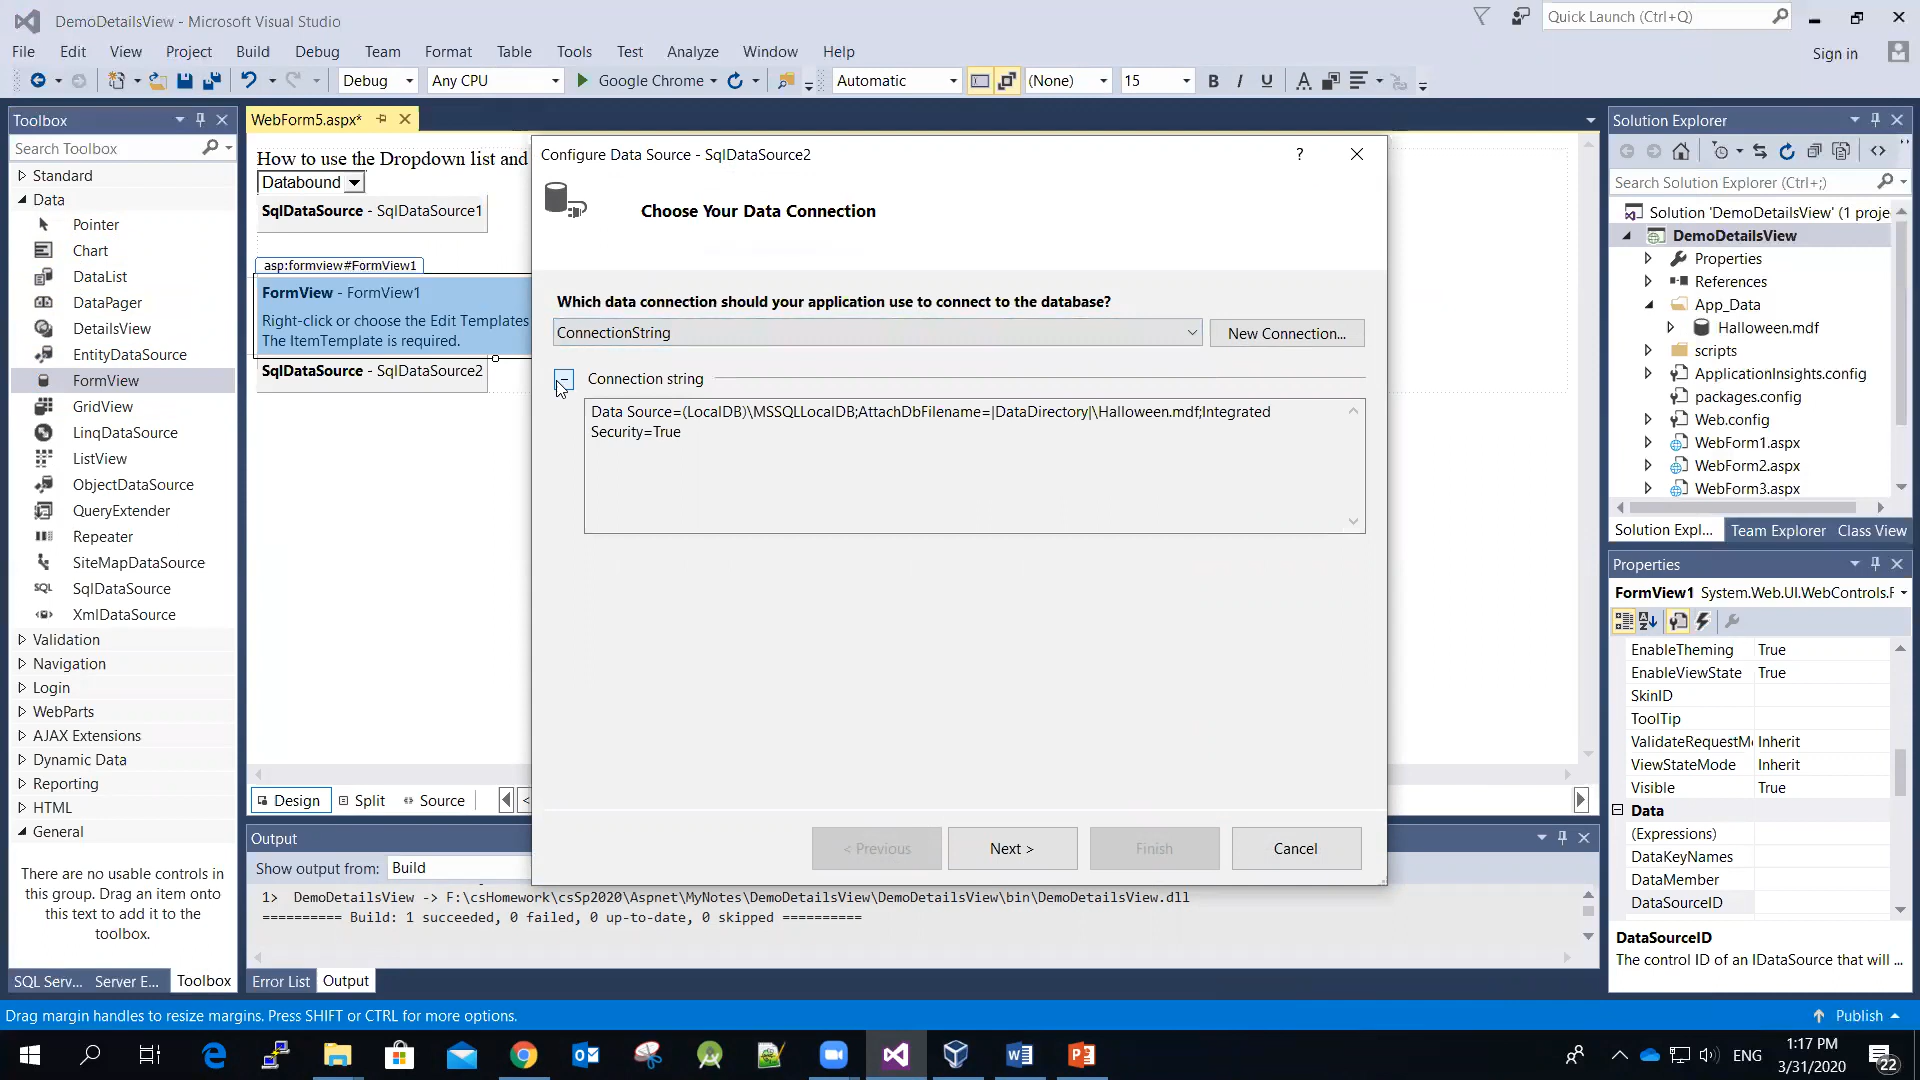 DemoDetailsView - Microsoft Visual Studio
Quick Launch (Ctrl+Q)
File Edit View Project Build Debug Team Format Table Tools Test Analyze Window Help
Sign in
Debug Any CPU Google Chrome Automatic (None) 15 B I U A
Toolbox
Search Toolbox
Standard
Data
Pointer
Chart
DataList
DataPager
DetailsView
EntityDataSource
FormView
GridView
LinqDataSource
ListView
ObjectDataSource
QueryExtender
Repeater
SiteMapDataSource
SQL SqlDataSource
XmlDataSource
Validation
Navigation
Login
WebParts
AJAX Extensions
Dynamic Data
Reporting
HTML
General
There are no usable controls in
this group. Drag an item onto
this text to add it to the
toolbox.
SQL Serv... Server E... Toolbox
WebForm5.aspx*
How to use the Dropdown list and
Databound
SqlDataSource - SqlDataSource1
asp:formview#FormView1
FormView - FormView1
Right-click or choose the Edit Templates
The ItemTemplate is required.
SqlDataSource - SqlDataSource2
Design Split Source <
Configure Data Source - SqlDataSource2
?
Choose Your Data Connection
Which data connection should your application use to connect to the database?
ConnectionString
New Connection...
Connection string
Data Source=(LocalDB)\MSSQLLocalDB;AttachDbFilename=|DataDirectory|\Halloween.mdf;Integrated
Security=True
< Previous Next > Finish Cancel
Output
Show output from: Build
1> DemoDetailsView -> F:\csHomework\csSp2020\Aspnet\MyNotes\DemoDetailsView\DemoDetailsView\bin\DemoDetailsView.dll
========== Build: 1 succeeded, 0 failed, 0 up-to-date, 0 skipped ==========
Error List Output
Solution Explorer
Search Solution Explorer (Ctrl+;)
Solution 'DemoDetailsView' (1 proje
DemoDetailsView
Properties
References
App_Data
Halloween.mdf
scripts
ApplicationInsights.config
packages.config
Web.config
WebForm1.aspx
WebForm2.aspx
WebForm3.aspx
Solution Expl... Team Explorer Class View
Properties
FormView1 System.Web.UI.WebControls.F
EnableTheming True
EnableViewState True
SkinID
ToolTip
ValidateRequestMo Inherit
ViewStateMode Inherit
Visible True
Data
(Expressions)
DataKeyNames
DataMember
DataSourceID
DataSourceID
The control ID of an IDataSource that will ...
Drag margin handles to resize margins. Press SHIFT or CTRL for more options.
Publish
ENG
1:17 PM
3/31/2020
22